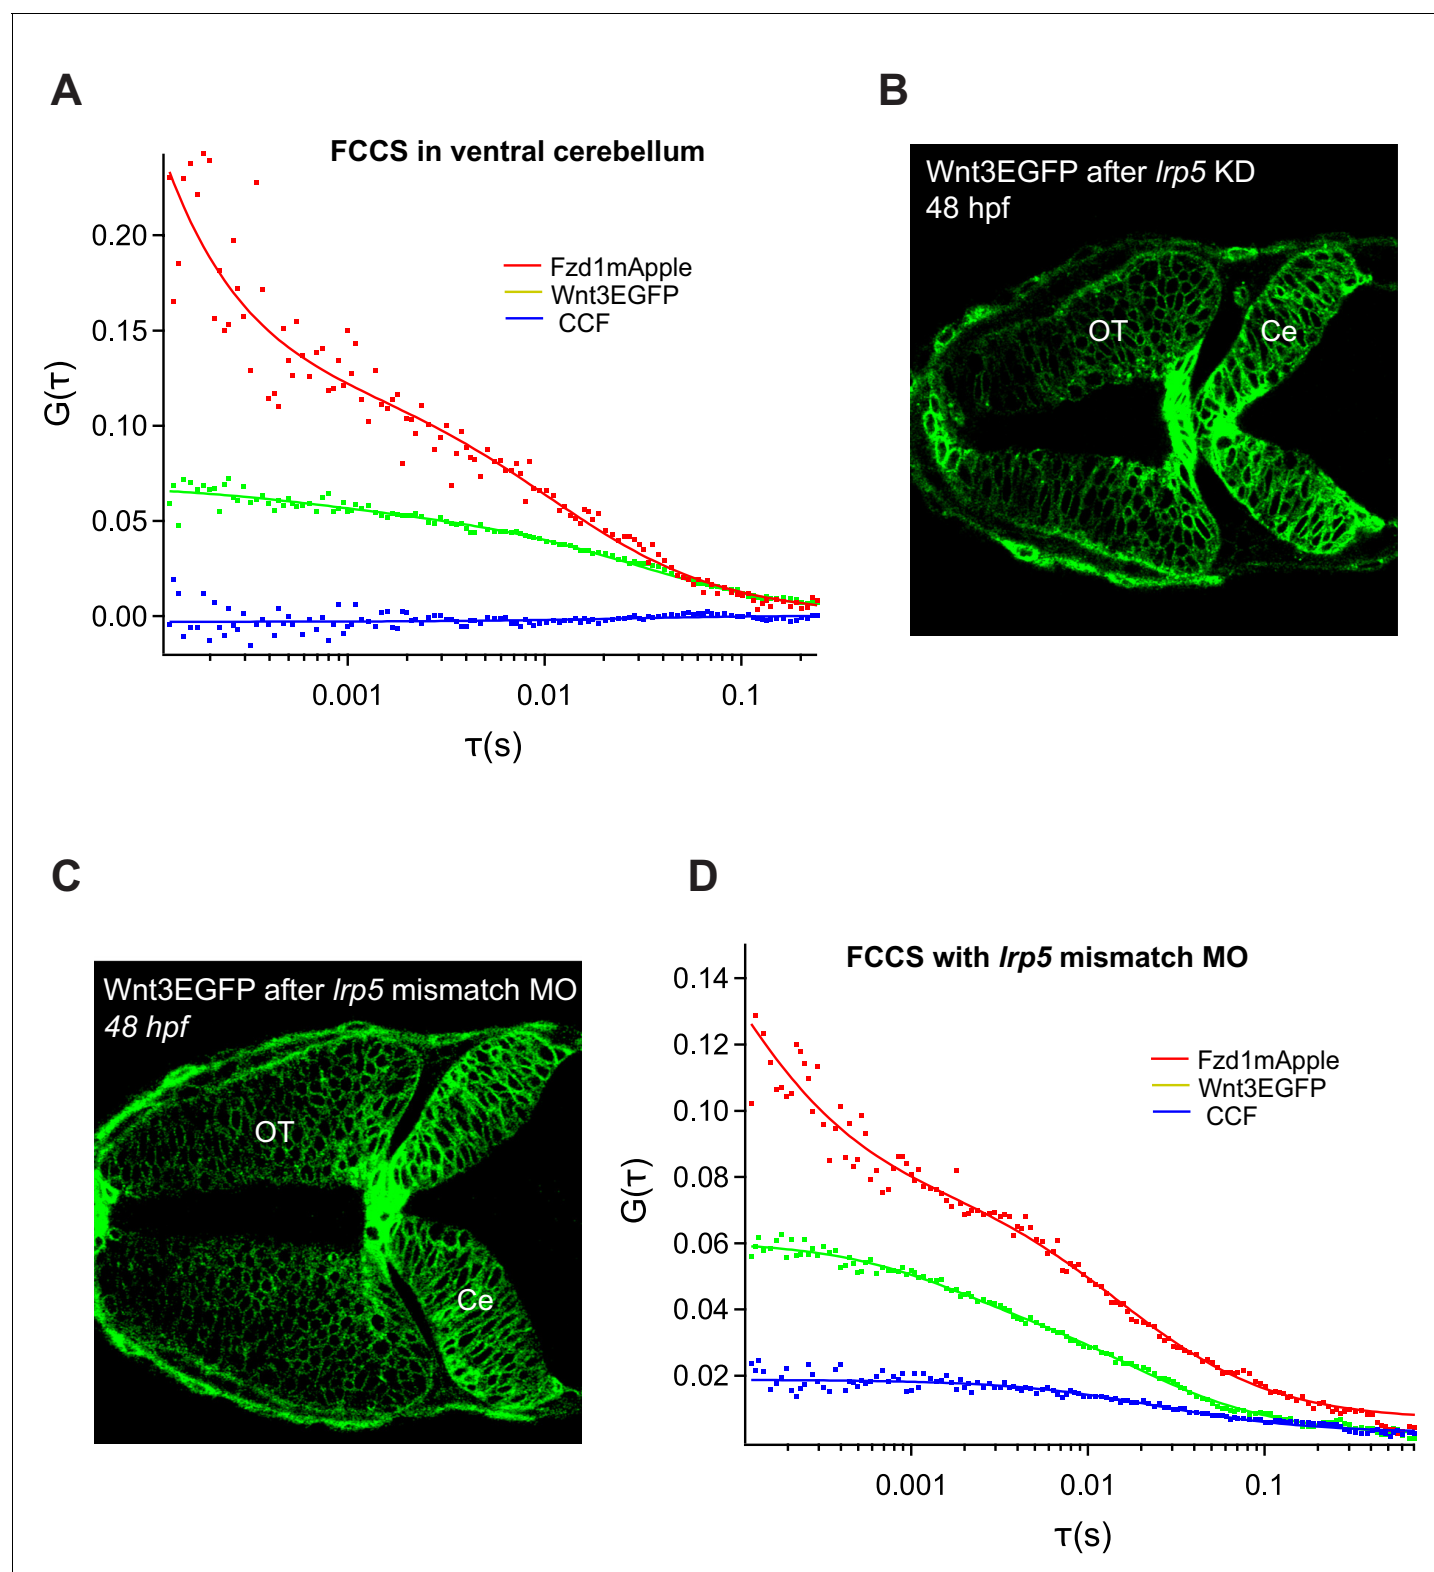 A
FCCS in ventral cerebellum
0.20
0.15
0.10
0.05
0.00
G(τ)
Fzd1mApple
Wnt3EGFP
CCF
0.001
0.01
0.1
τ(s)
B
Wnt3EGFP after lrp5 KD
48 hpf
OT
Ce
C
Wnt3EGFP after lrp5 mismatch MO
48 hpf
OT
Ce
D
FCCS with lrp5 mismatch MO
0.14
0.12
0.10
0.08
0.06
0.04
0.02
G(τ)
Fzd1mApple
Wnt3EGFP
CCF
0.001
0.01
0.1
τ(s)